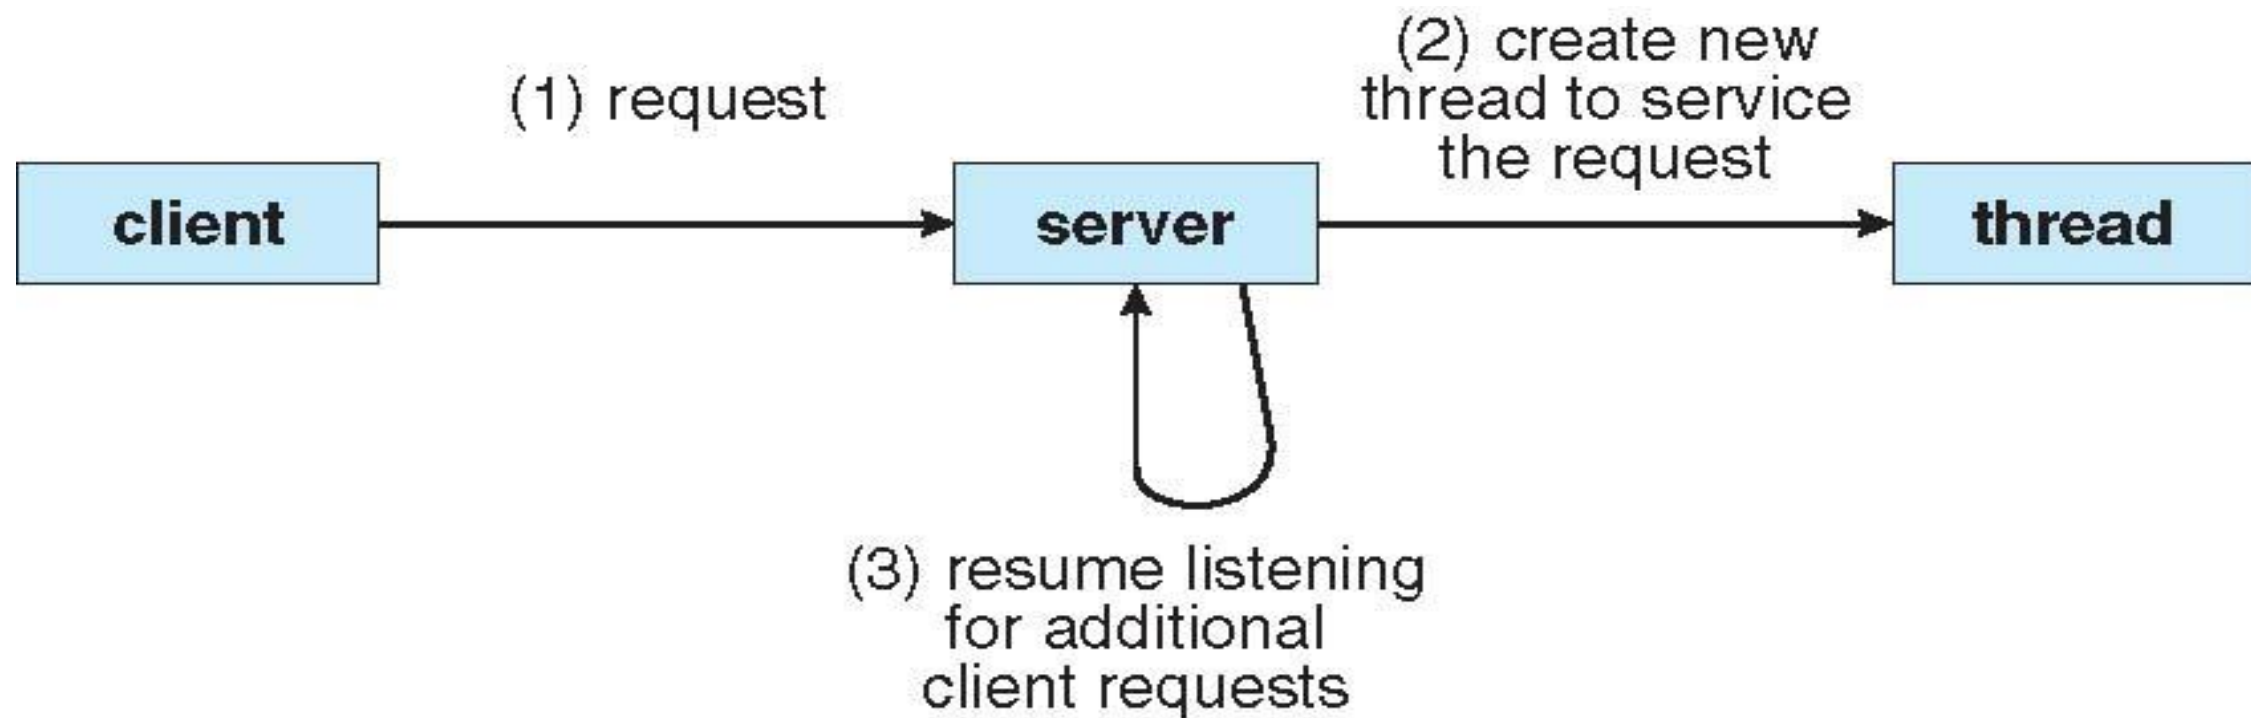 (1) request
(2) create new
thread to service
the request
client
server
thread
(3) resume listening
for additional
client requests